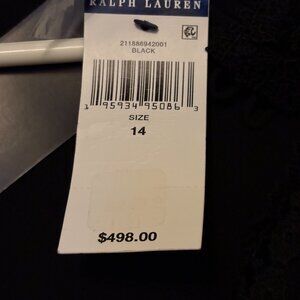 RALPH LAUREN
211886942001
BLACK
1 95934 95086 3
SIZE
14
$498.00